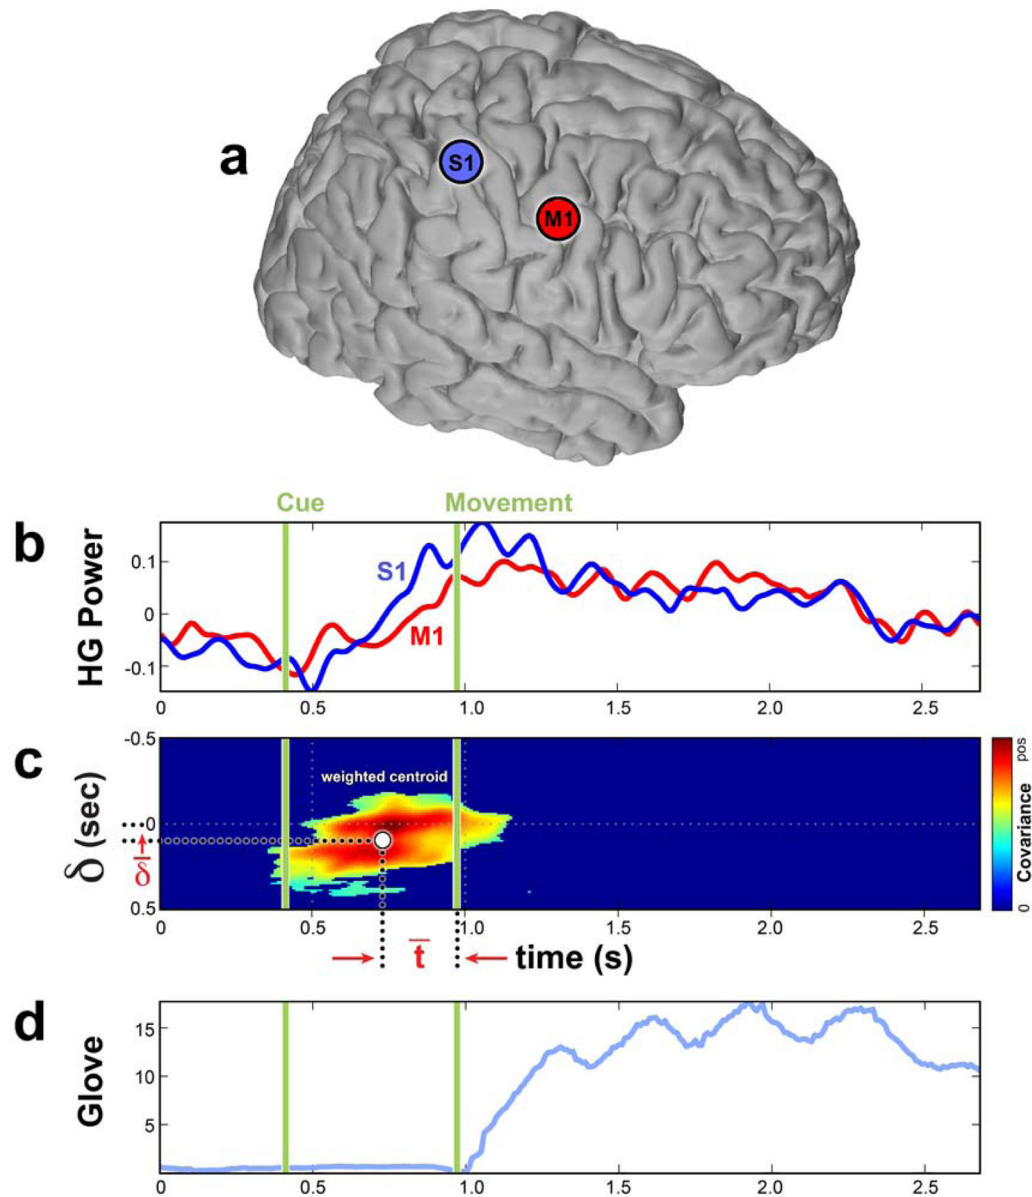 a
S1
M1
Cue
Movement
b
HG Power
0.1
0
-0.1
S1
M1
0
0.5
1.0
1.5
2.0
2.5
c
δ (sec)
-0.5
0
0.5
δ̄
weighted centroid
pos
Covariance
0
0
0.5
1.0
1.5
2.0
2.5
t̄
time (s)
d
Glove
15
10
5
0
0.5
1.0
1.5
2.0
2.5